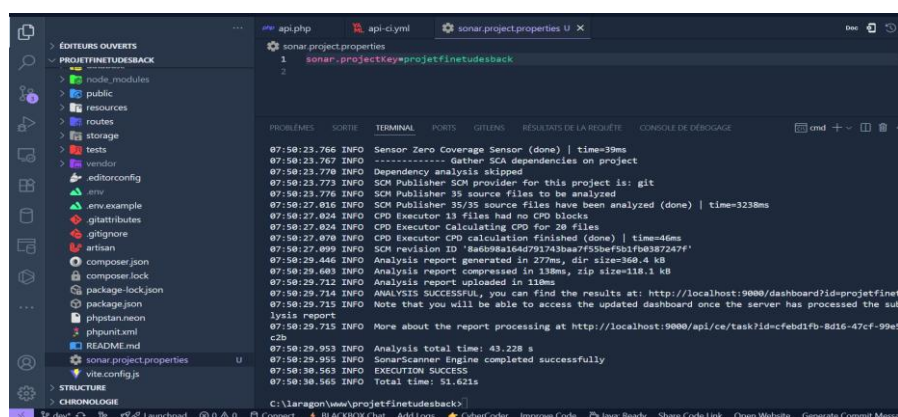 api.php
api-ci.yml
sonar.project.properties U
Doc
ÉDITEURS OUVERTS
PROJETFINETUDESBACK
node_modules
public
resources
routes
storage
tests
vendor
.editorconfig
.env
.env.example
.gitattributes
.gitignore
artisan
composer.json
composer.lock
package-lock.json
package.json
phpstan.neon
phpunit.xml
README.md
sonar.project.properties U
vite.config.js
STRUCTURE
CHRONOLOGIE
sonar.project.properties
1 sonar.projectKey=projetfinetudesback
2
PROBLÈMES SORTIE TERMINAL PORTS GITLENS RÉSULTATS DE LA REQUÊTE CONSOLE DE DÉBOGAGE
cmd
07:50:23.766 INFO Sensor Zero Coverage Sensor (done) | time=39ms
07:50:23.767 INFO ------------- Gather SCA dependencies on project
07:50:23.770 INFO Dependency analysis skipped
07:50:23.773 INFO SCM Publisher SCM provider for this project is: git
07:50:23.776 INFO SCM Publisher 35 source files to be analyzed
07:50:27.016 INFO SCM Publisher 35/35 source files have been analyzed (done) | time=3238ms
07:50:27.024 INFO CPD Executor 13 files had no CPD blocks
07:50:27.024 INFO CPD Executor Calculating CPD for 20 files
07:50:27.070 INFO CPD Executor CPD calculation finished (done) | time=46ms
07:50:27.099 INFO SCM revision ID '8a6b98a164d791743baa7f55bef5b1fb0387247f'
07:50:29.446 INFO Analysis report generated in 277ms, dir size=360.4 kB
07:50:29.603 INFO Analysis report compressed in 138ms, zip size=118.1 kB
07:50:29.712 INFO Analysis report uploaded in 110ms
07:50:29.714 INFO ANALYSIS SUCCESSFUL, you can find the results at: http://localhost:9000/dashboard?id=projetfinet
07:50:29.715 INFO Note that you will be able to access the updated dashboard once the server has processed the sub
lysis report
07:50:29.715 INFO More about the report processing at http://localhost:9000/api/ce/task?id=cfebd1fb-8d16-47cf-99e5
c2b
07:50:29.953 INFO Analysis total time: 43.228 s
07:50:29.955 INFO SonarScanner Engine completed successfully
07:50:30.563 INFO EXECUTION SUCCESS
07:50:30.565 INFO Total time: 51.621s
C:\laragon\www\projetfinetudesback>
dev* Launchpad 0 0 Connect BLACKBOX Chat Add Logs CyberCoder Improve Code Java: Ready Share Code Link Open Website Generate Commit Messa